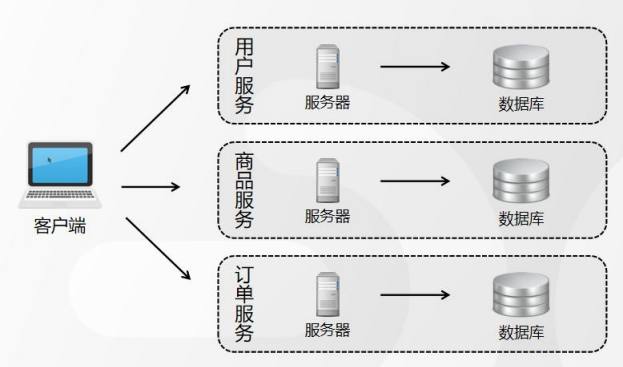 用户服务
服务器
数据库
客户端
商品服务
服务器
数据库
订单服务
服务器
数据库